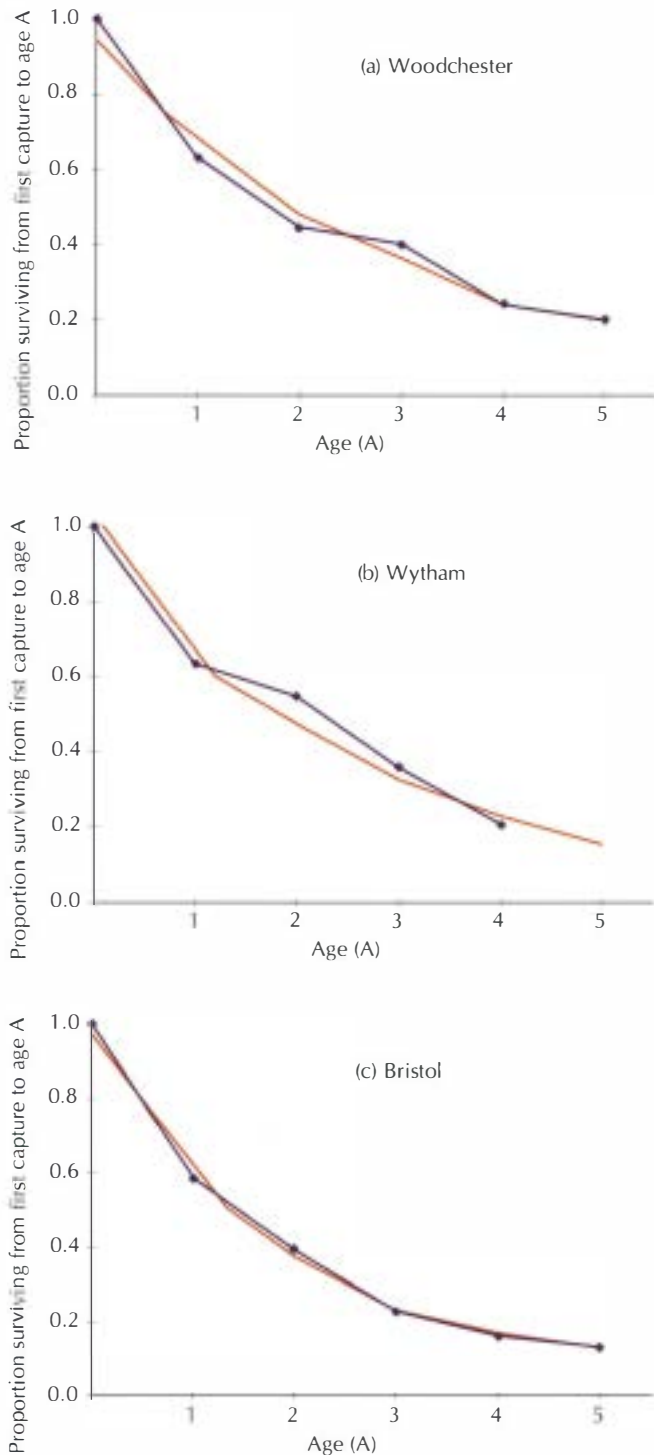 Proportion surviving from first capture to age A
(a) Woodchester
1.0
0.8
0.6
0.4
0.2
0.0
1 2 3 4 5
Age (A)
Proportion surviving from first capture to age A
(b) Wytham
1.0
0.8
0.6
0.4
0.2
0.0
1 2 3 4 5
Age (A)
Proportion surviving from first capture to age A
(c) Bristol
1.0
0.8
0.6
0.4
0.2
0.0
1 2 3 4 5
Age (A)